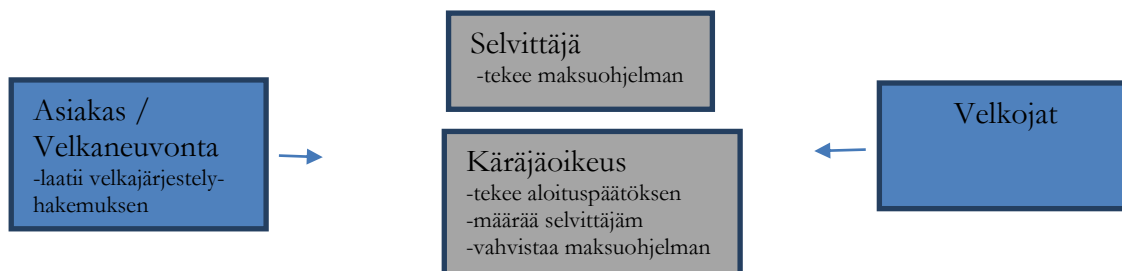 Asiakas /
Velkaneuvonta
-laatii velkajärjestely-
hakemuksen
Selvittäjä
-tekee maksuohjelman
Käräjäoikeus
-tekee aloituspäätöksen
-määrää selvittäjäm
-vahvistaa maksuohjelman
Velkojat